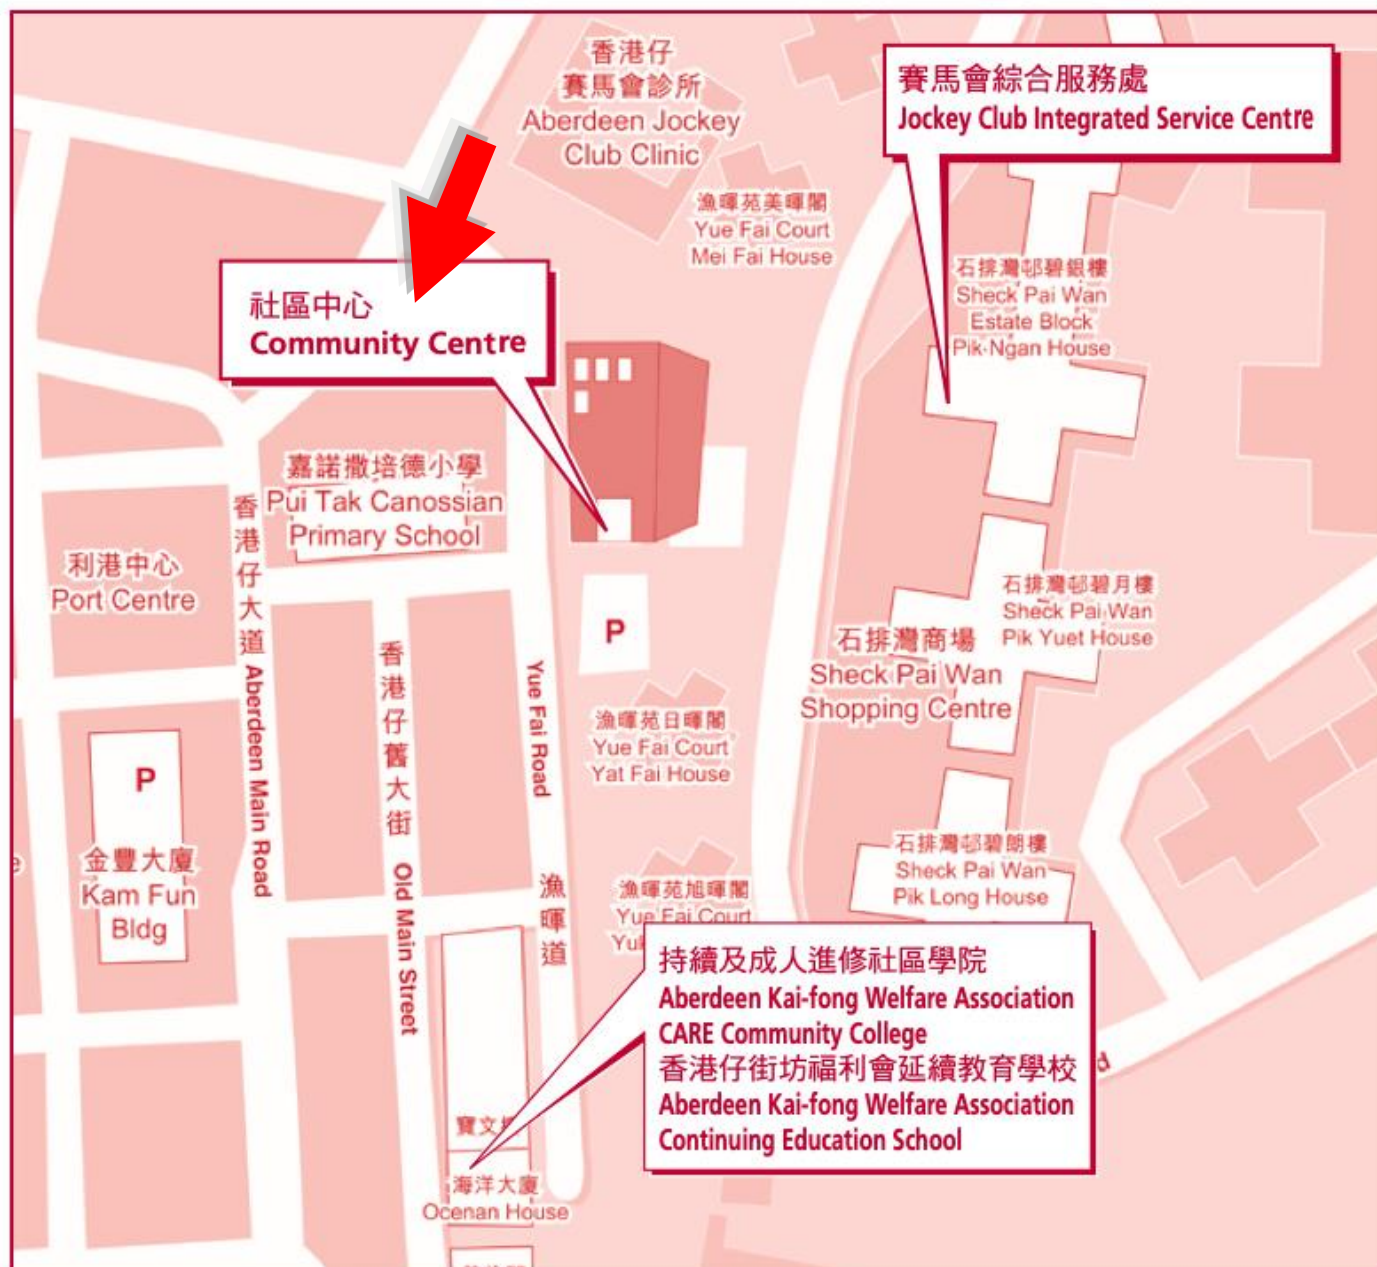 香港仔
賽馬會診所
Aberdeen Jockey
Club Clinic
賽馬會綜合服務處
Jockey Club Integrated Service Centre
漁暉苑美暉閣
Yue Fai Court
Mei Fai House
石排灣邨碧銀樓
Sheck Pai Wan
Estate Block
Pik-Ngan House
社區中心
Community Centre
嘉諾撒培德小學
Pui Tak Canossian
Primary School
利港中心
Port Centre
香港仔大道 Aberdeen Main Road
香港仔舊大街 Old Main Street
Yue Fai Road 漁暉道
P
石排灣邨碧月樓
Sheck Pai Wan
Pik Yuet House
石排灣商場
Sheck Pai Wan
Shopping Centre
漁暉苑日暉閣
Yue Fai Court
Yat Fai House
P
金豐大廈
Kam Fun
Bldg
石排灣邨碧朗樓
Sheck Pai Wan
Pik Long House
漁暉苑旭暉閣
Yue Fai Court
持續及成人進修社區學院
Aberdeen Kai-fong Welfare Association
CARE Community College
香港仔街坊福利會延續教育學校
Aberdeen Kai-fong Welfare Association
Continuing Education School
寶文
海洋大廈
Ocenan House